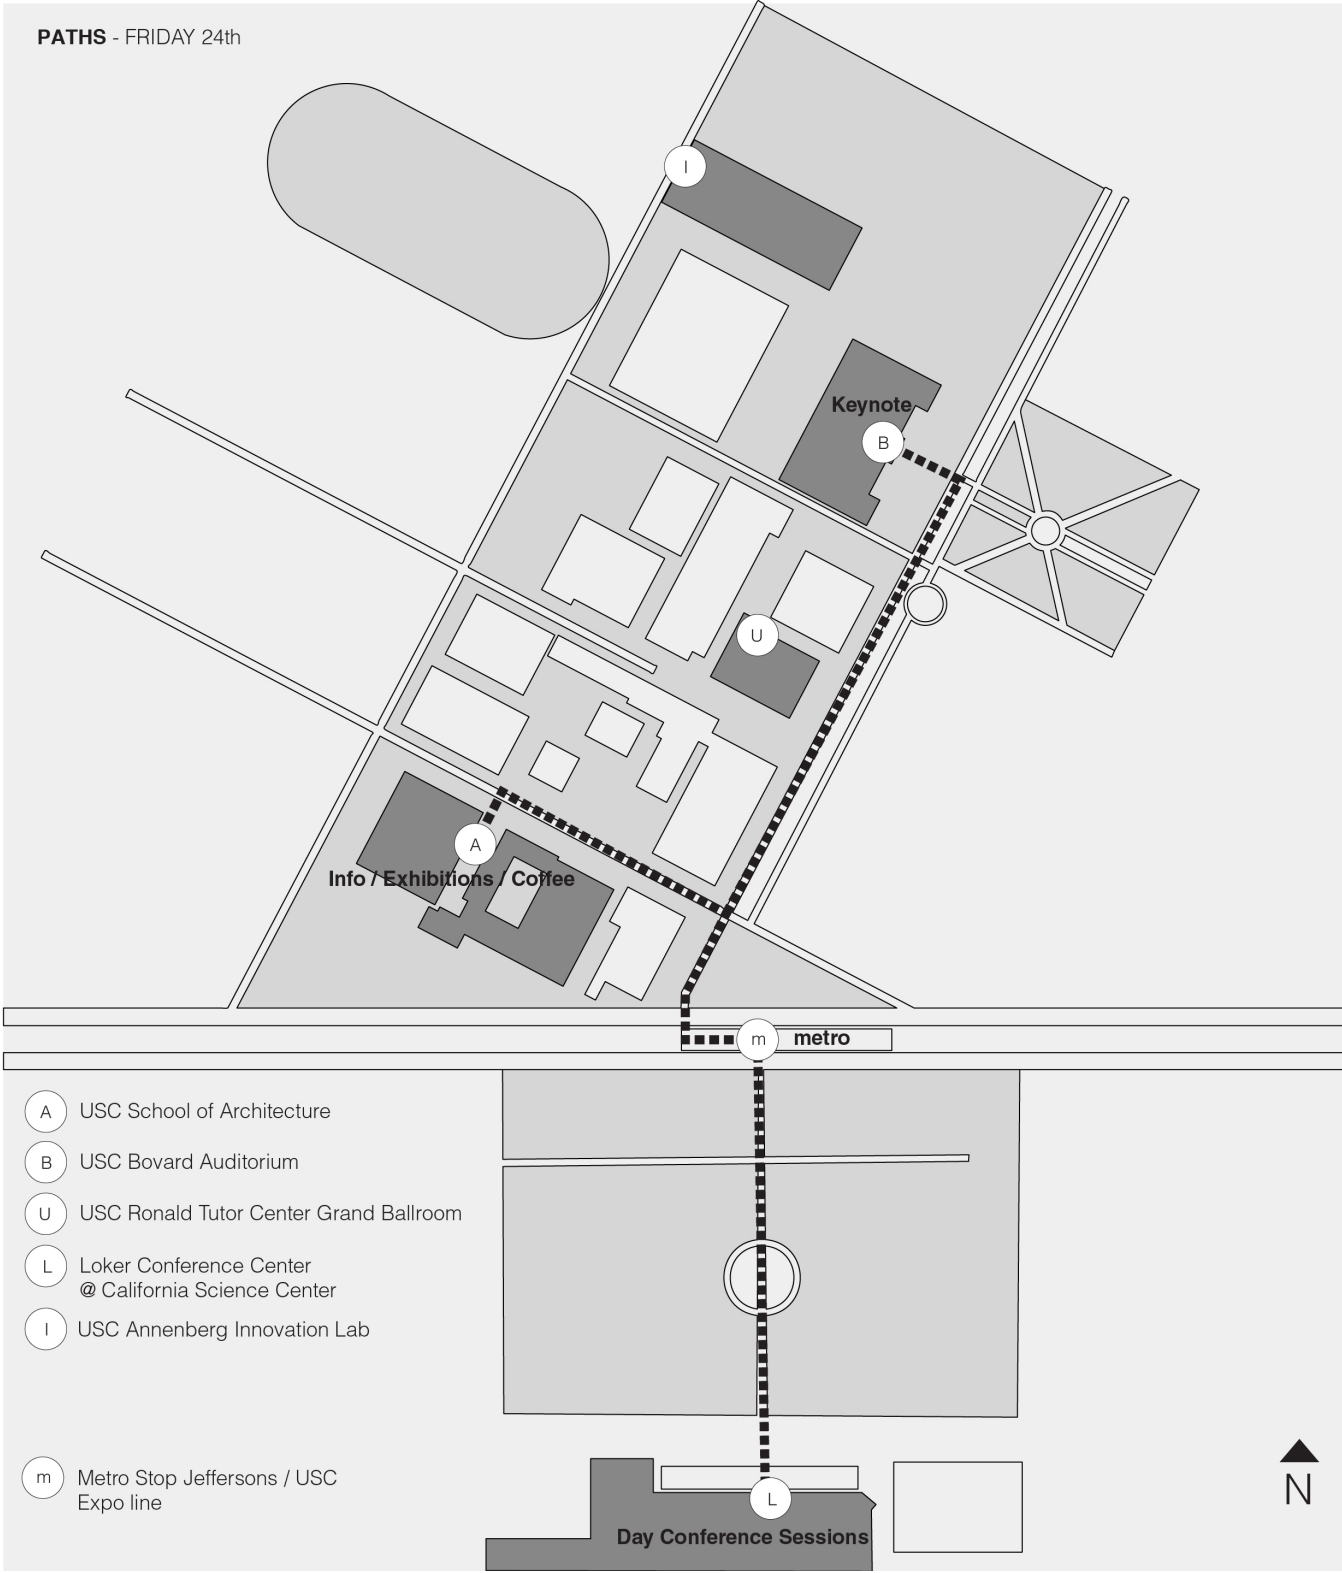 PATHS - FRIDAY 24th
I
Keynote
B
U
A
Info / Exhibitions / Coffee
m metro
A USC School of Architecture
B USC Bovard Auditorium
U USC Ronald Tutor Center Grand Ballroom
L Loker Conference Center
@ California Science Center
I USC Annenberg Innovation Lab
m Metro Stop Jeffersons / USC
Expo line
N
L
Day Conference Sessions